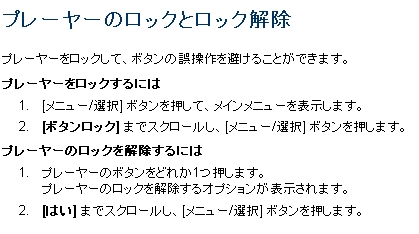 プレーヤーのロックとロック解除
プレーヤーをロックして、ボタンの誤操作を避けることができます。
プレーヤーをロックするには
1. [メニュー/選択] ボタンを押して、メインメニューを表示します。
2. [ボタンロック] までスクロールし、[メニュー/選択] ボタンを押します。
プレーヤーのロックを解除するには
1. プレーヤーのボタンをどれか1つ押します。
プレーヤーのロックを解除するオプションが表示されます。
2. [はい] までスクロールし、[メニュー/選択] ボタンを押します。